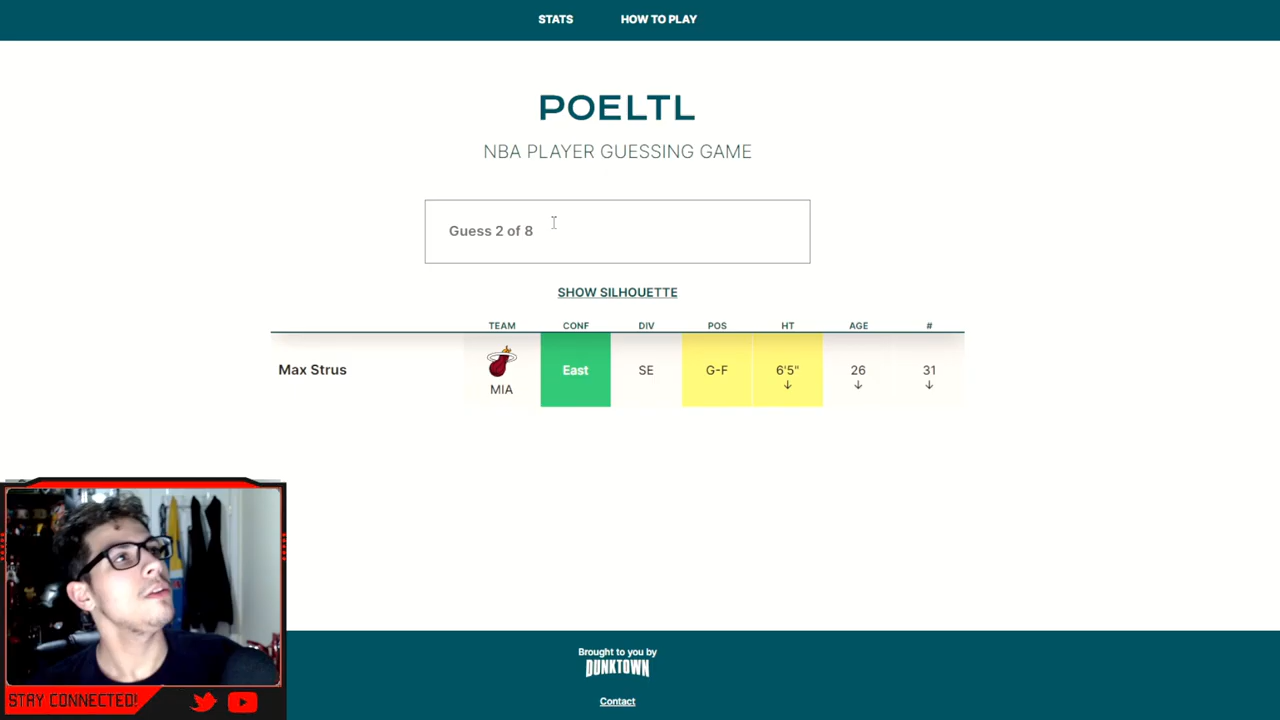 STATS HOW TO PLAY
POELTL
NBA PLAYER GUESSING GAME
Guess 2 of 8
SHOW SILHOUETTE
TEAM CONF DIV POS HT AGE #
Max Strus MIA East SE G-F 6'5" ↓ 26 ↓ 31 ↓
STAY CONNECTED!
Brought to you by
DUNKTOWN
Contact